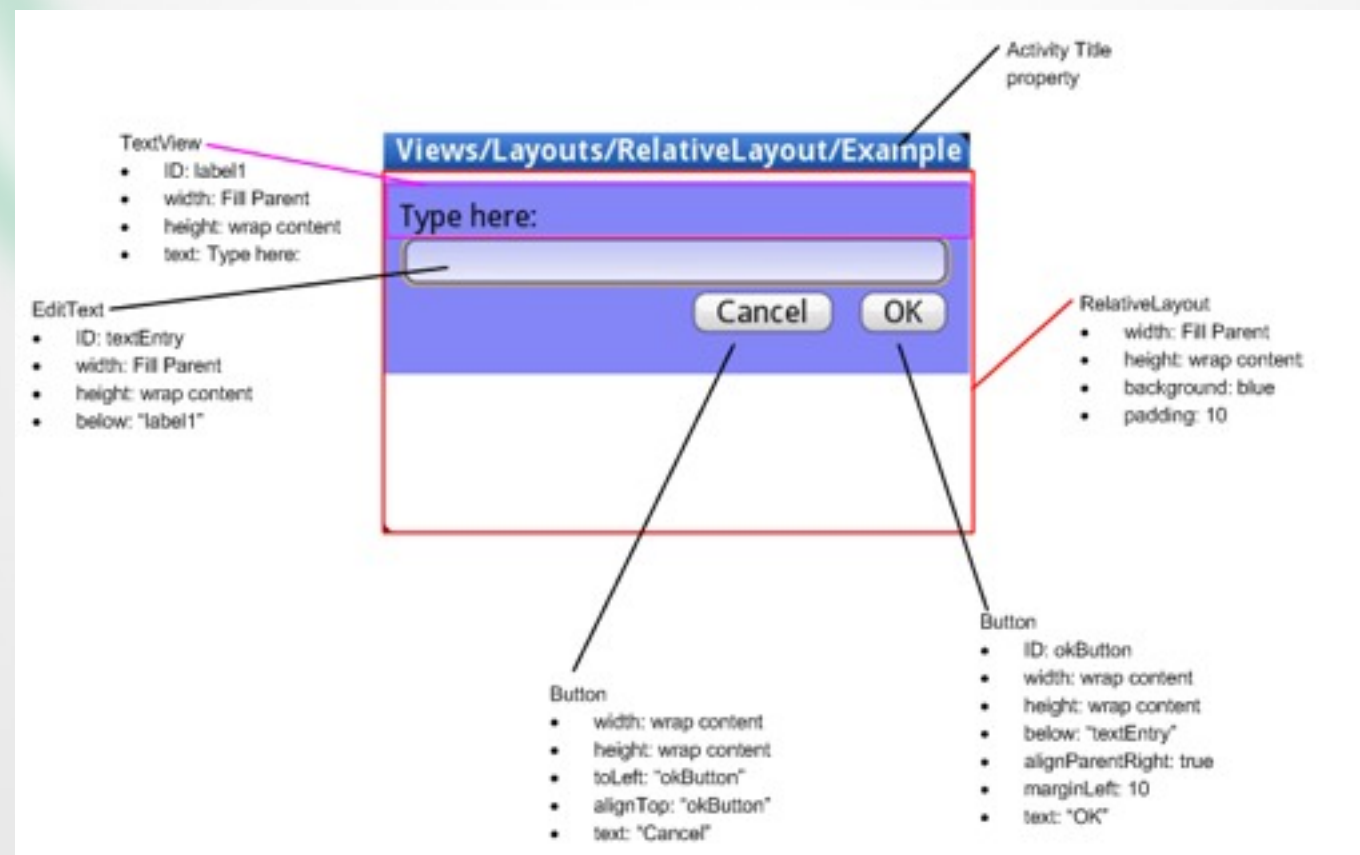 Activity Title
property
Views/Layouts/RelativeLayout/Example
TextView
• ID: label1
• width: Fill Parent
• height: wrap content
• text: Type here:
Type here:
EditText
• ID: textEntry
• width: Fill Parent
• height: wrap content
• below: "label1"
Cancel
OK
RelativeLayout
• width: Fill Parent
• height: wrap content
• background: blue
• padding: 10
Button
• width: wrap content
• height: wrap content
• toLeft: "okButton"
• alignTop: "okButton"
• text: "Cancel"
Button
• ID: okButton
• width: wrap content
• height: wrap content
• below: "textEntry"
• alignParentRight: true
• marginLeft: 10
• text: "OK"